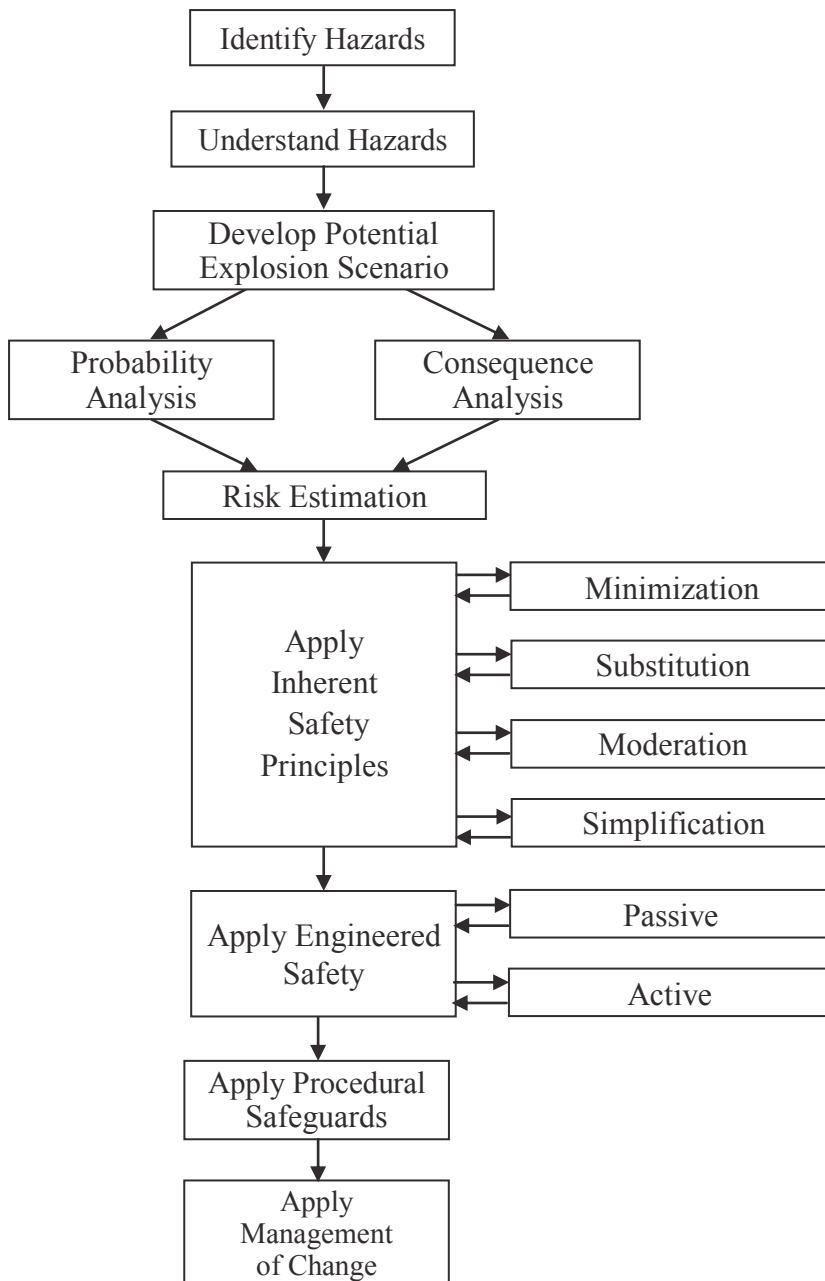 Identify Hazards
Understand Hazards
Develop Potential
Explosion Scenario
Probability
Analysis
Consequence
Analysis
Risk Estimation
Apply
Inherent
Safety
Principles
Minimization
Substitution
Moderation
Simplification
Apply Engineered
Safety
Passive
Active
Apply Procedural
Safeguards
Apply
Management
of Change